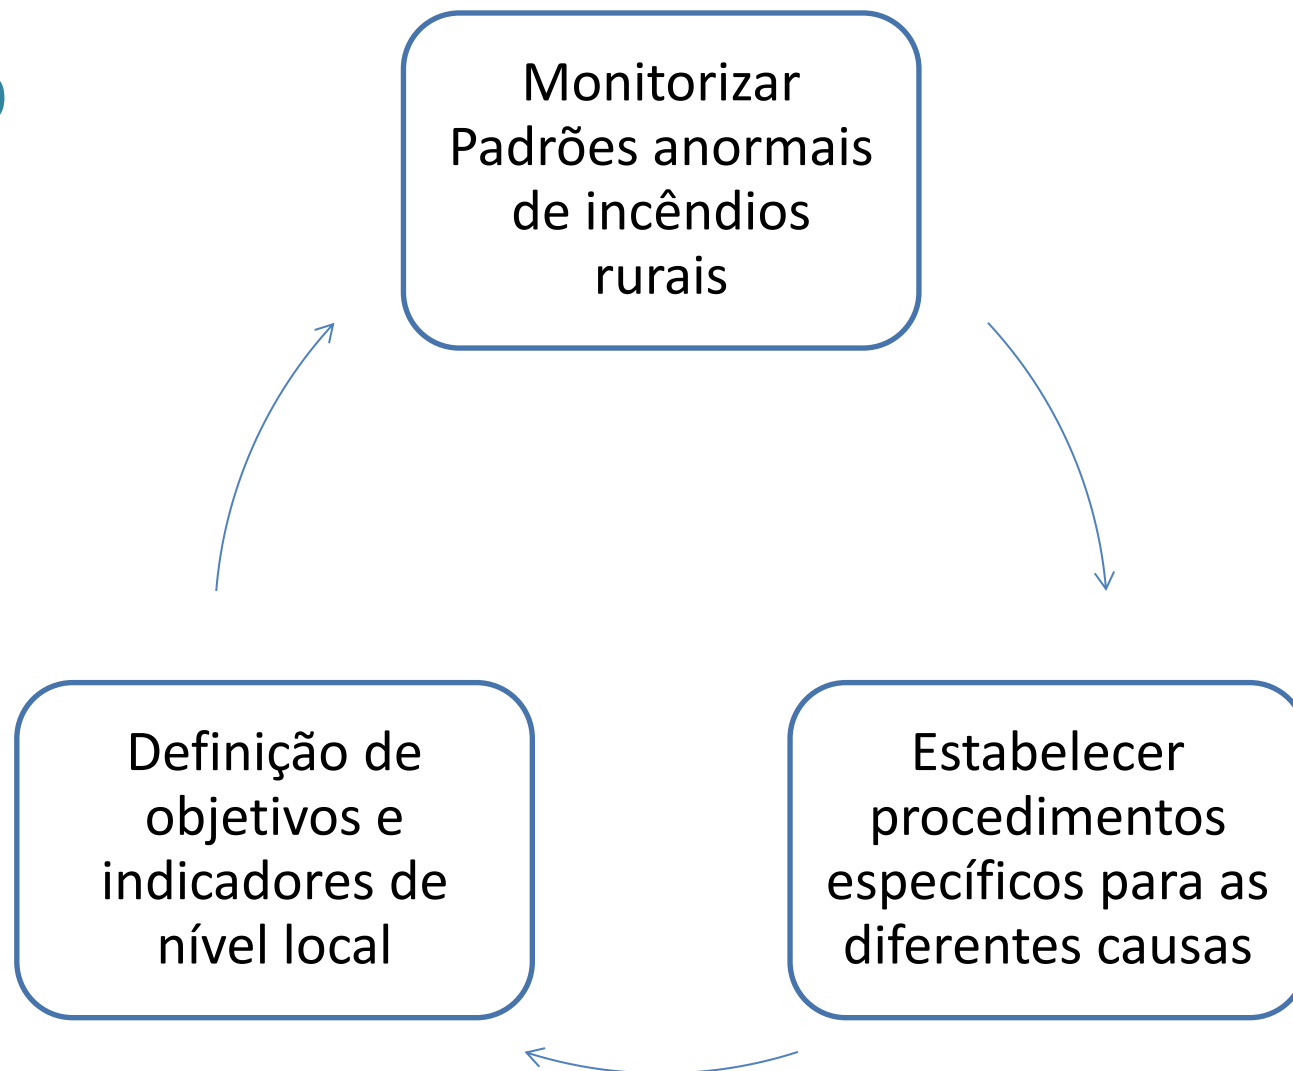 Monitorizar
Padrões anormais
de incêndios
rurais
Definição de
objetivos e
indicadores de
nível local
Estabelecer
procedimentos
específicos para as
diferentes causas